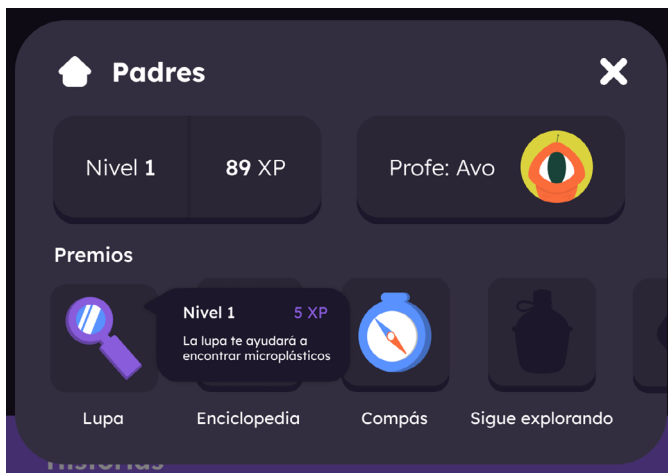 Padres
Nivel 1
89 XP
Profe: Avo
Premios
Nivel 1
5 XP
La lupa te ayudará a
encontrar microplásticos
Lupa
Enciclopedia
Compás
Sigue explorando
Historias